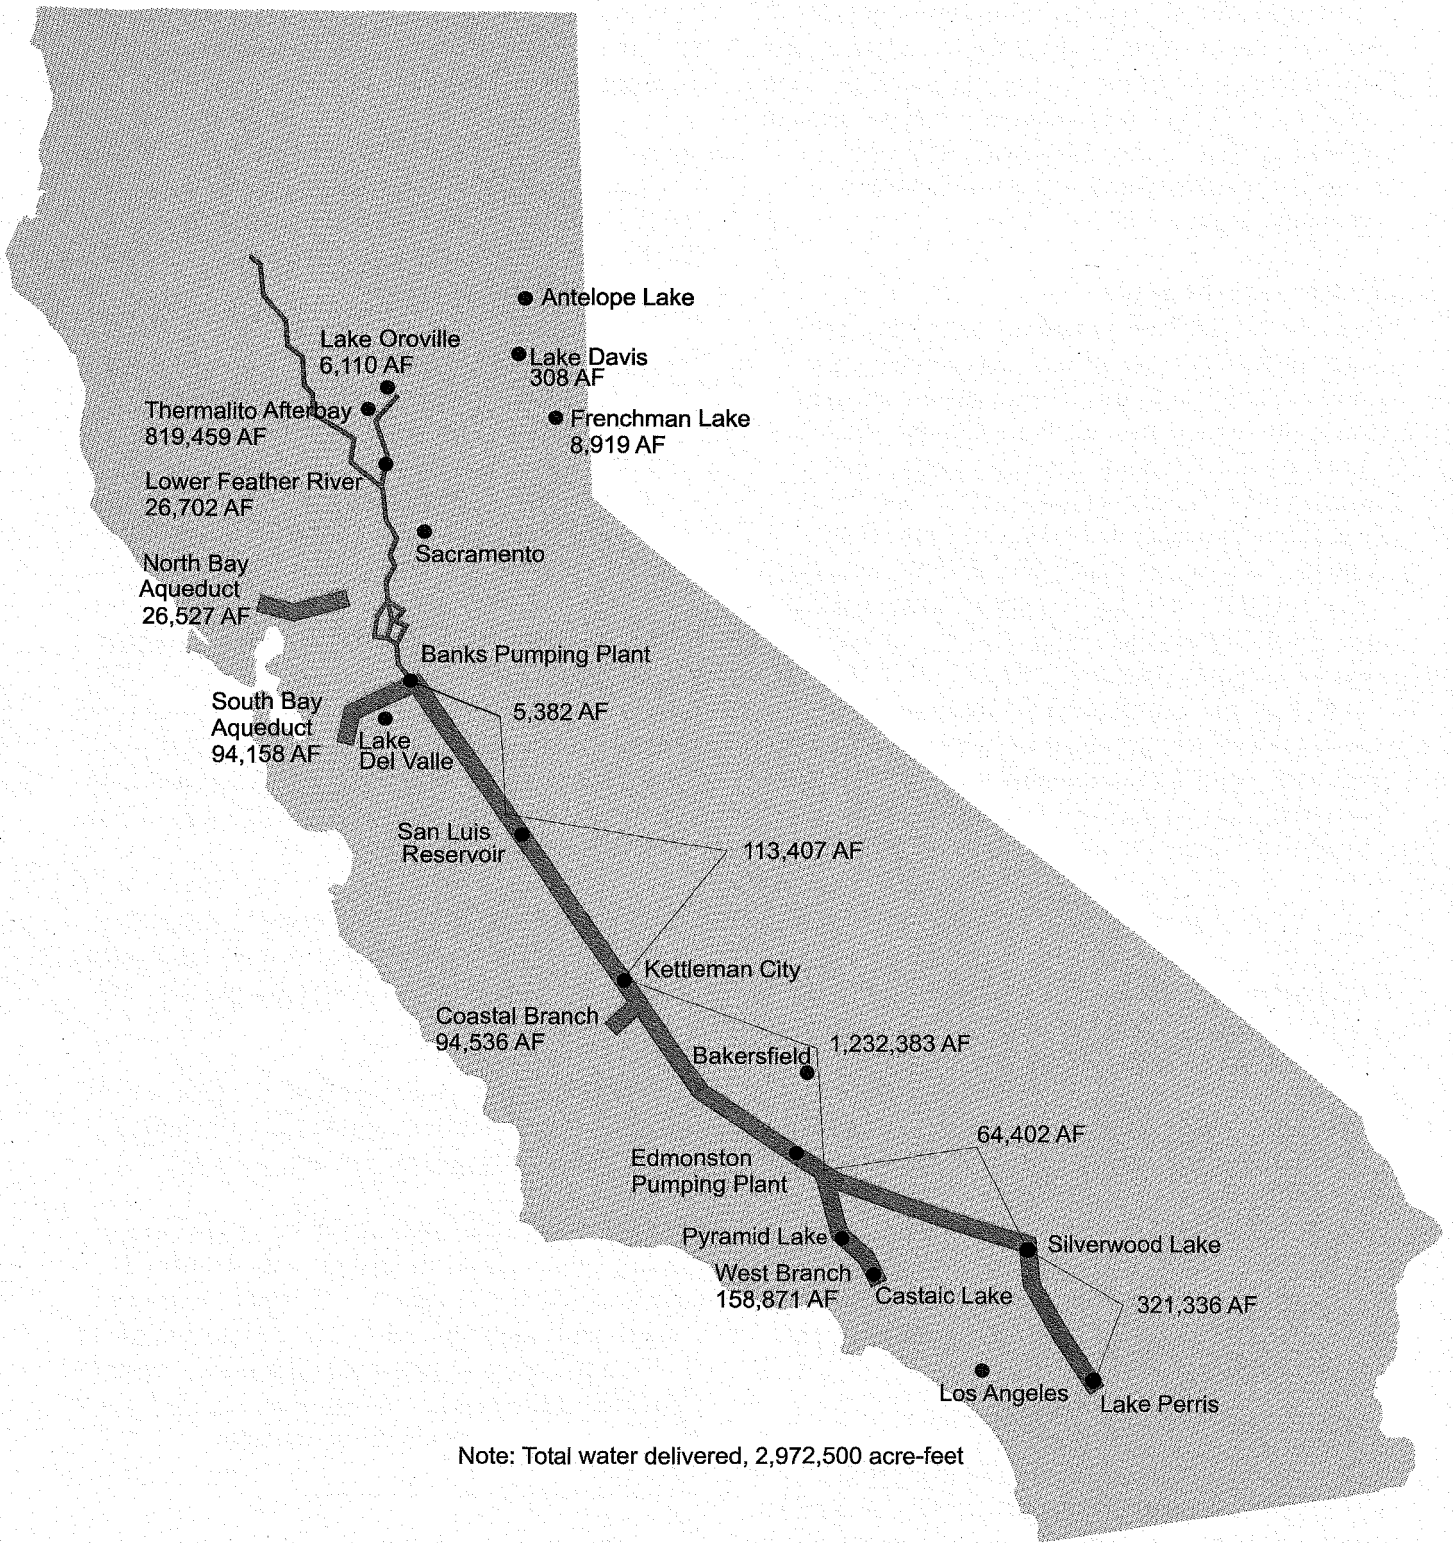 Antelope Lake
Lake Oroville
6,110 AF
Lake Davis
308 AF
Thermalito Afterbay
819,459 AF
Frenchman Lake
8,919 AF
Lower Feather River
26,702 AF
Sacramento
North Bay
Aqueduct
26,527 AF
Banks Pumping Plant
South Bay
Aqueduct
94,158 AF
5,382 AF
Lake
Del Valle
San Luis
Reservoir
113,407 AF
Kettleman City
Coastal Branch
94,536 AF
1,232,383 AF
Bakersfield
64,402 AF
Edmonston
Pumping Plant
Pyramid Lake
Silverwood Lake
West Branch
158,871 AF
Castaic Lake
321,336 AF
Los Angeles
Lake Perris
Note: Total water delivered, 2,972,500 acre-feet